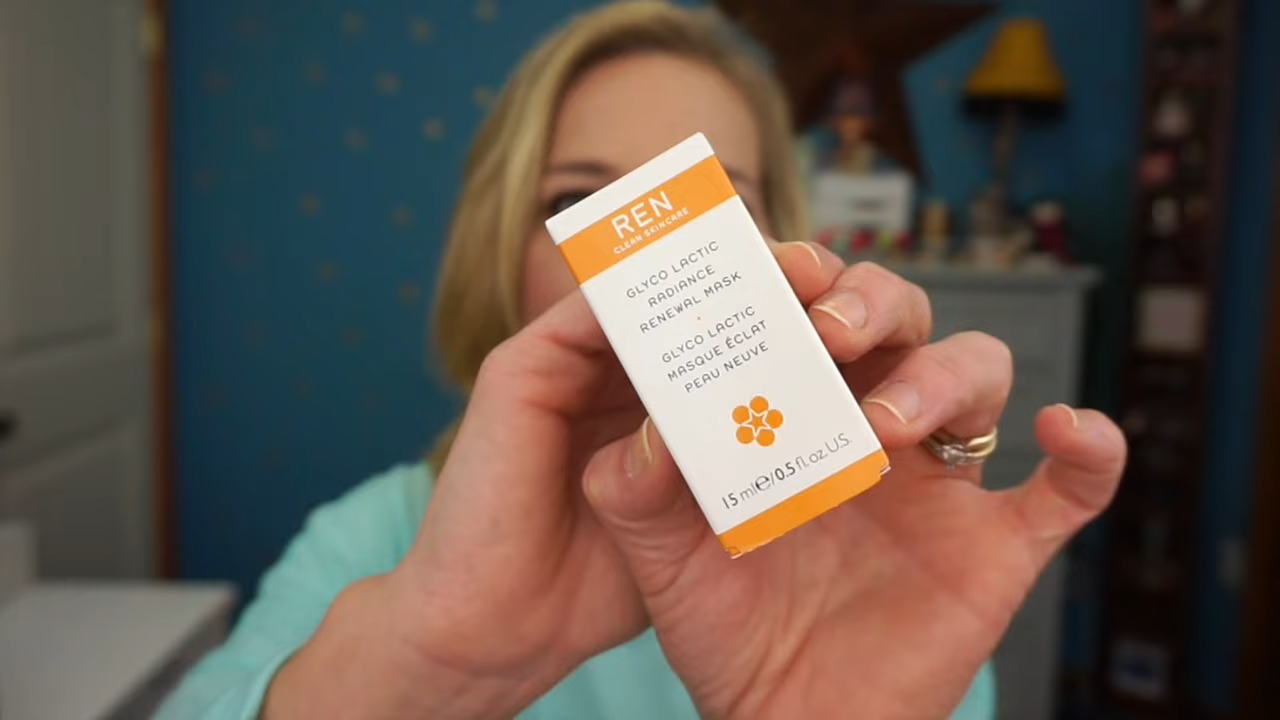 REN
CLEAN SKINCARE
GLYCO LACTIC
RADIANCE
RENEWAL MASK
GLYCO LACTIC
MASQUE ÉCLAT
PEAU NEUVE
15 ml℮/0.5 fl. oz U.S.